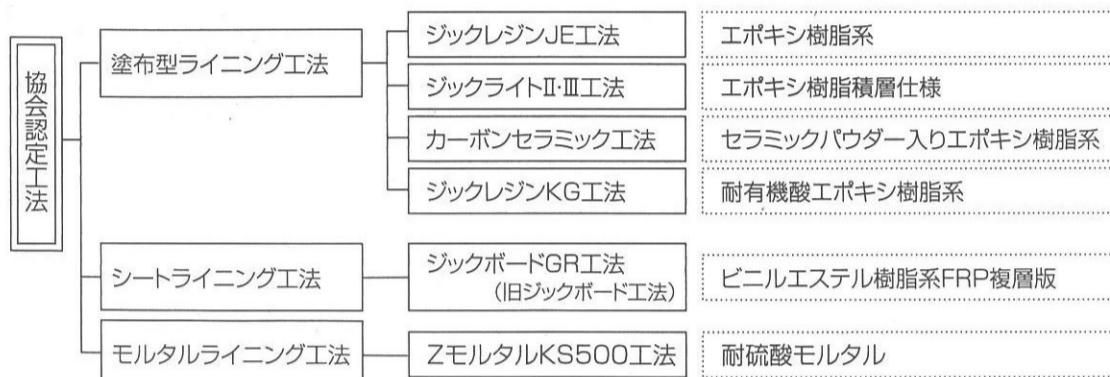 協会認定工法
塗布型ライニング工法
ジックレジンJE工法
エポキシ樹脂系
ジックライトⅡ・Ⅲ工法
エポキシ樹脂積層仕様
カーボンセラミック工法
セラミックパウダー入りエポキシ樹脂系
ジックレジンKG工法
耐有機酸エポキシ樹脂系
シートライニング工法
ジックボードGR工法
（旧ジックボード工法）
ビニルエステル樹脂系FRP複層版
モルタルライニング工法
ZモルタルKS500工法
耐硫酸モルタル